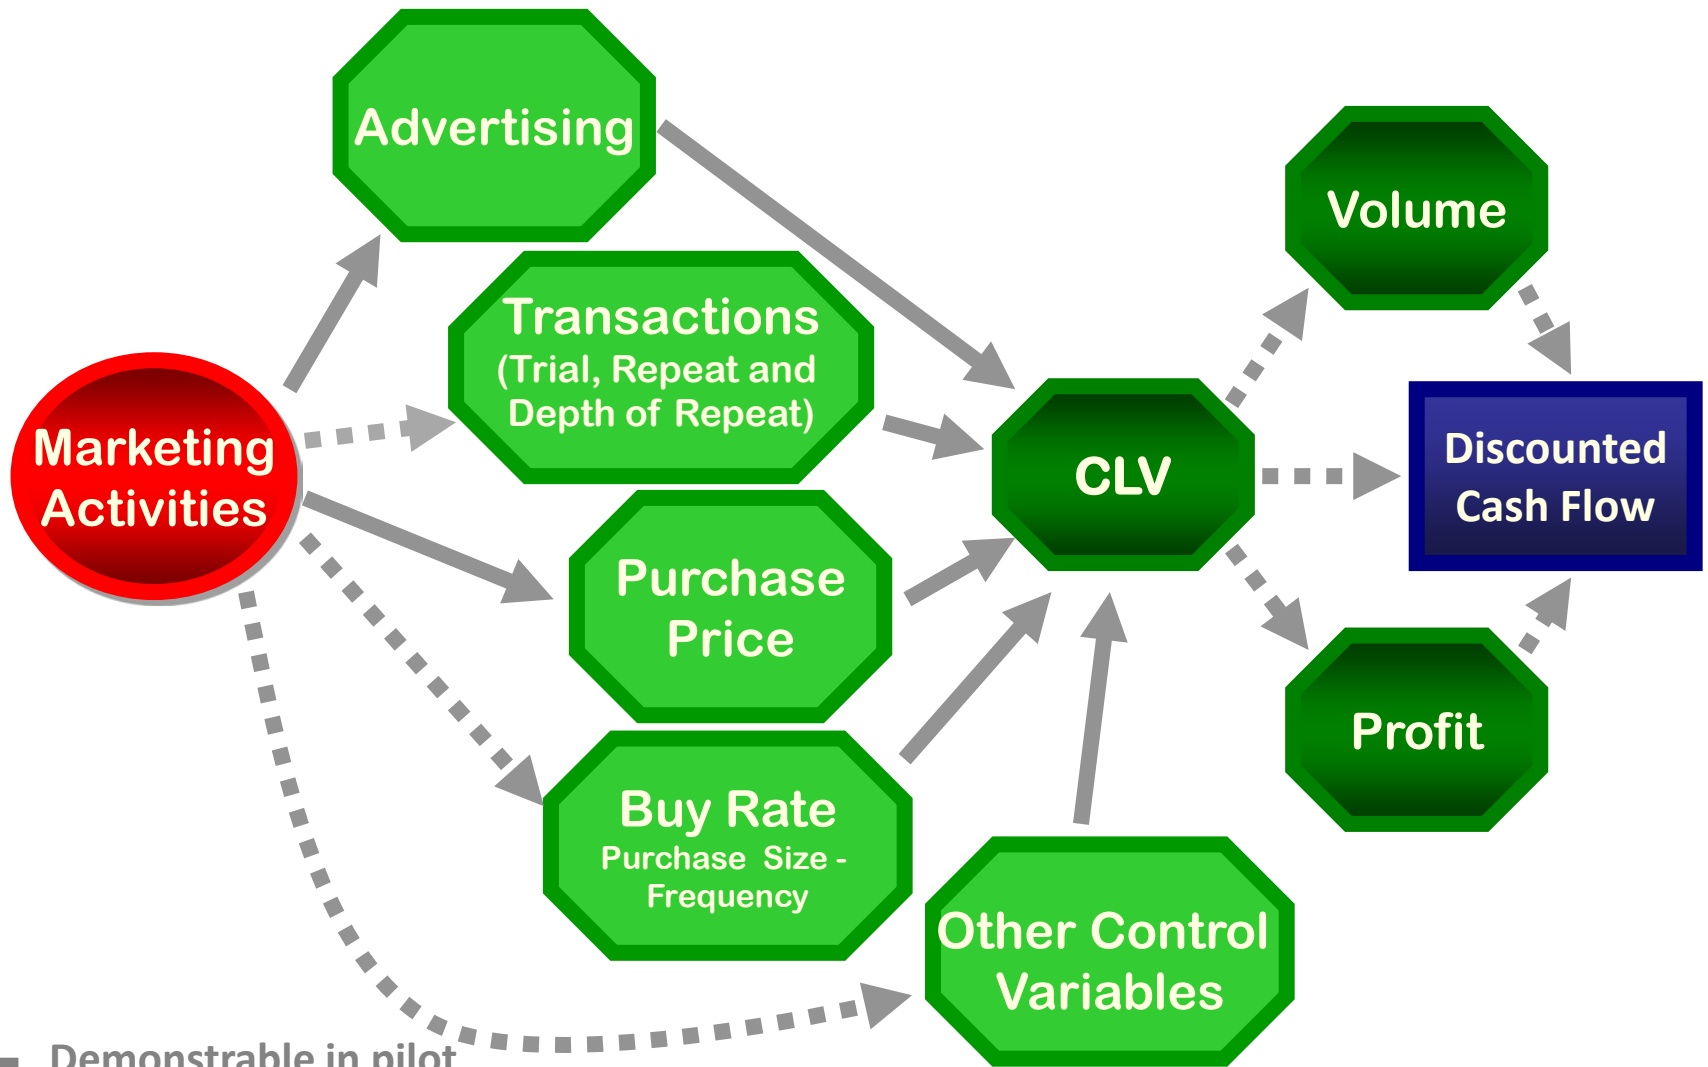 Advertising
Transactions
(Trial, Repeat and
Depth of Repeat)
Marketing
Activities
Purchase
Price
Buy Rate
Purchase Size -
Frequency
Other Control
Variables
CLV
Volume
Discounted
Cash Flow
Profit
Demonstrable in pilot